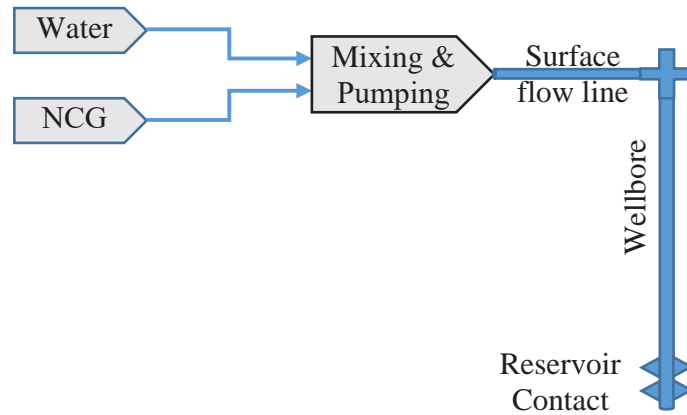 Water
NCG
Mixing &
Pumping
Surface
flow line
Wellbore
Reservoir
Contact